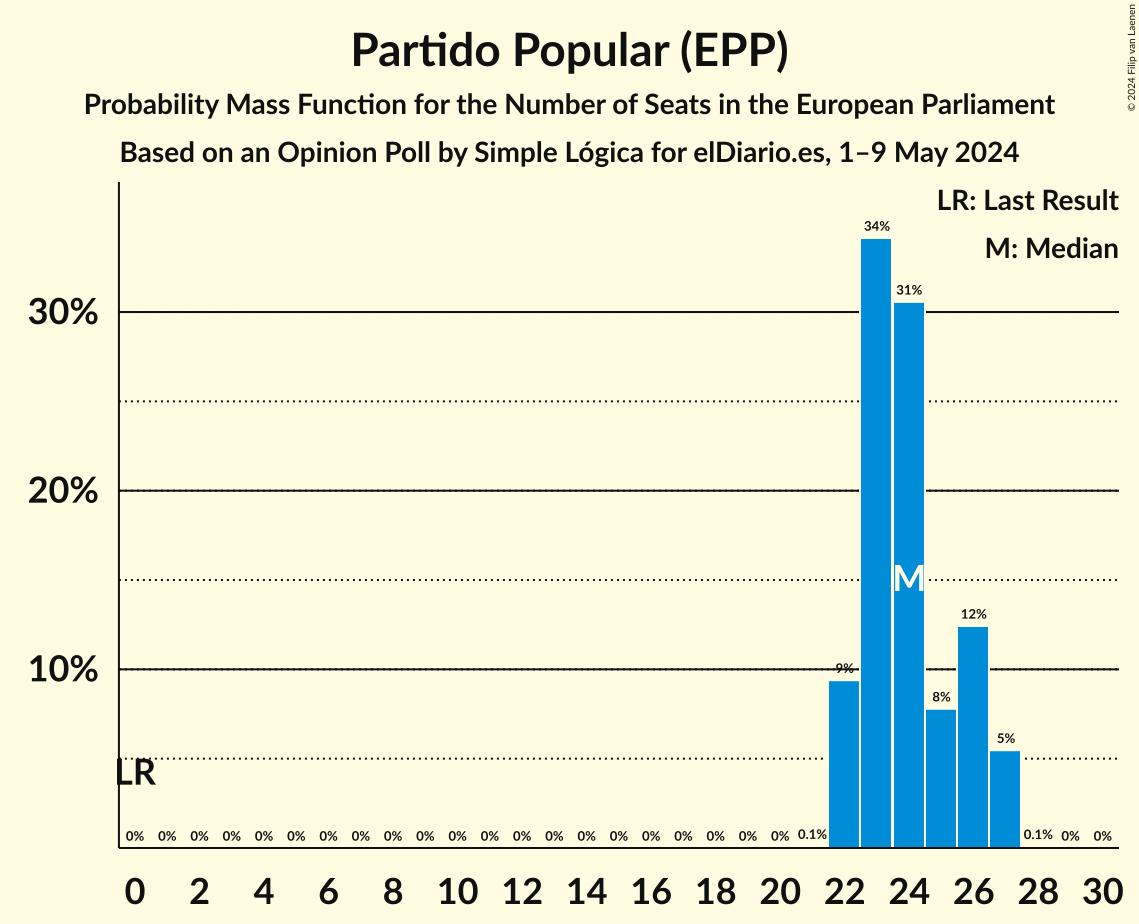 Partido Popular (EPP)
Probability Mass Function for the Number of Seats in the European Parliament
Based on an Opinion Poll by Simple Lógica for elDiario.es, 1–9 May 2024
© 2024 Filip van Laenen
LR: Last Result
M: Median
34%
31%
30%
20%
M
12%
10%
9%
8%
5%
LR
0% 0% 0% 0% 0% 0% 0% 0% 0% 0% 0% 0% 0% 0% 0% 0% 0% 0% 0% 0% 0% 0.1% 0.1% 0% 0%
0 2 4 6 8 10 12 14 16 18 20 22 24 26 28 30